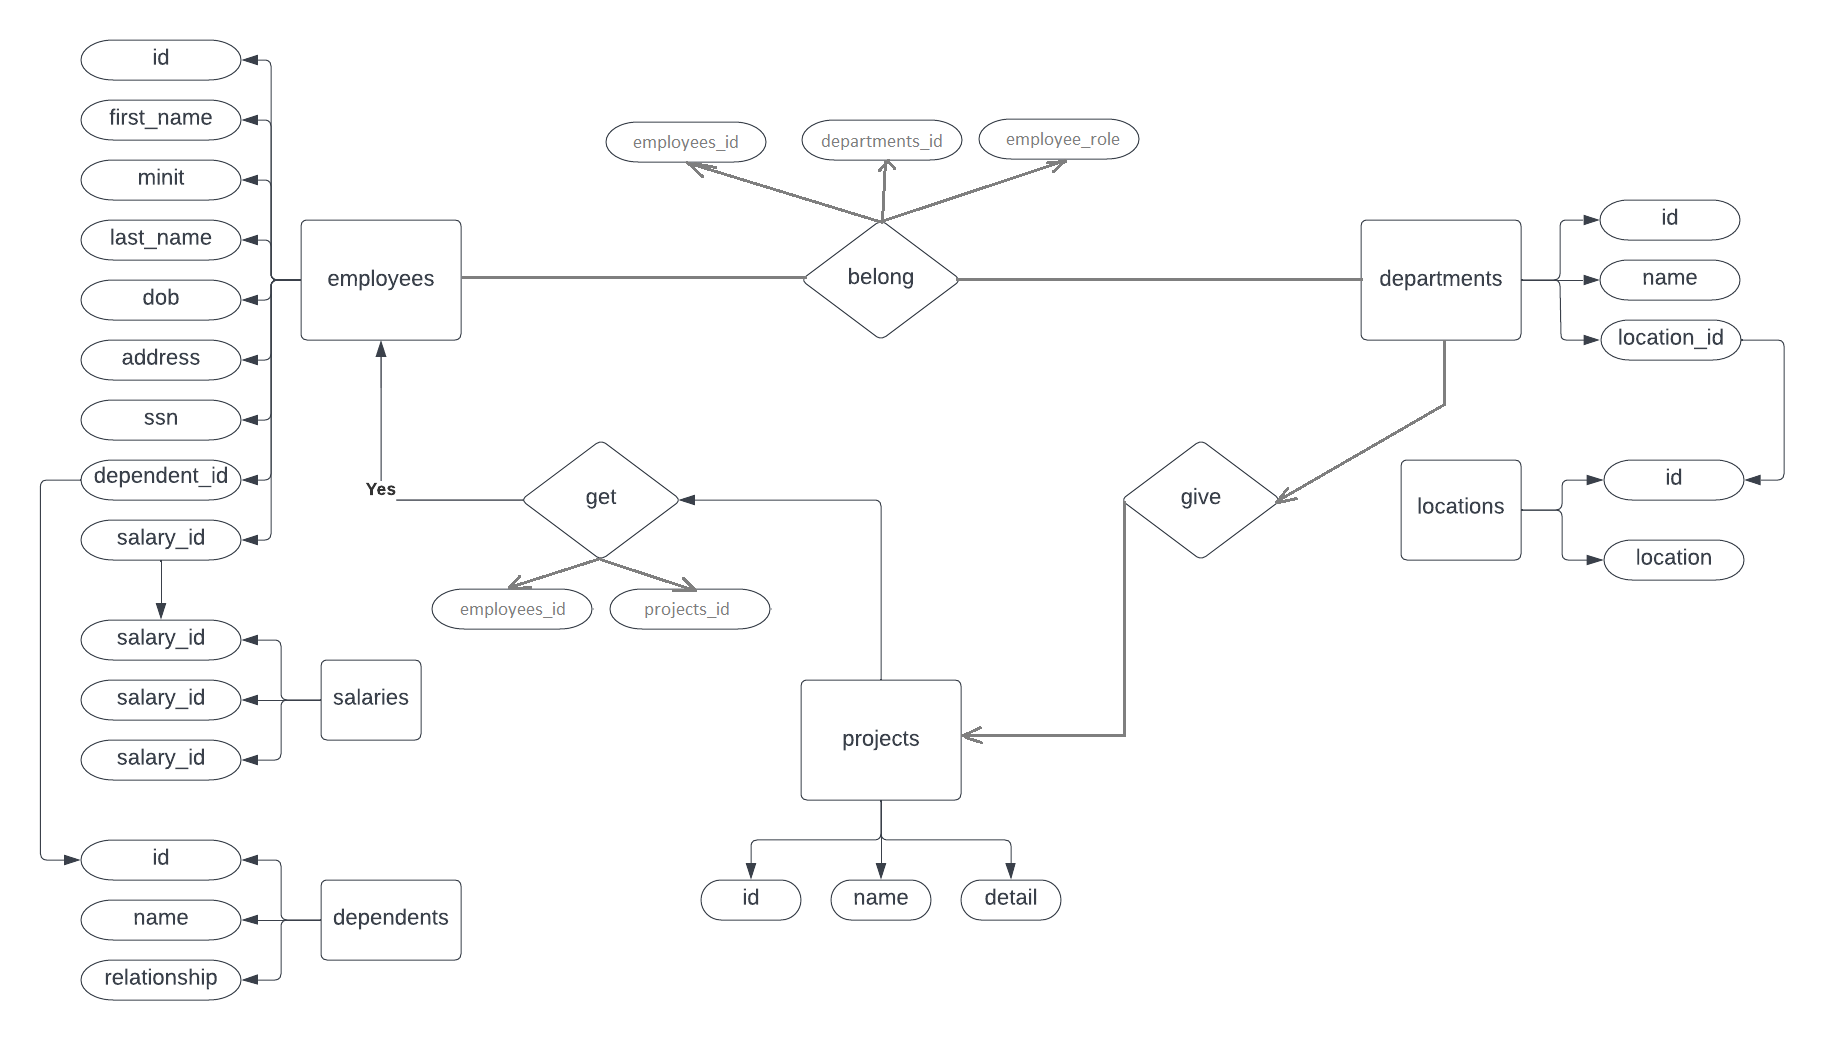 id
first_name
minit
last_name
dob
address
ssn
dependent_id
salary_id
salary_id
salary_id
salary_id
id
name
relationship
employees
salaries
dependents
employees_id
departments_id
employee_role
belong
Yes
get
employees_id
projects_id
give
projects
id
name
detail
departments
id
name
location_id
locations
id
location